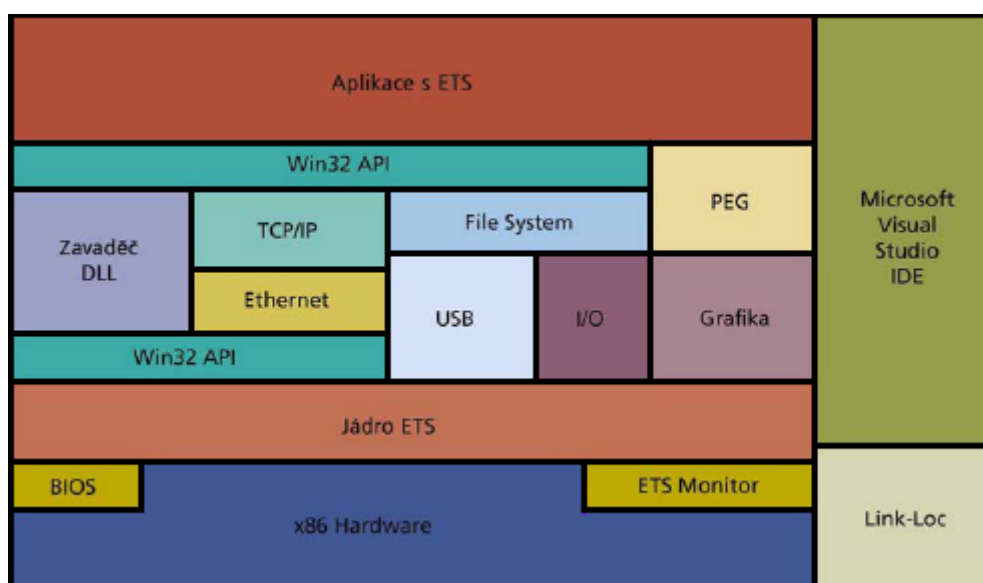 Aplikace s ETS
Win32 API
PEG
Microsoft
Visual
Studio
IDE
Zavaděč
DLL
TCP/IP
File System
Ethernet
USB
I/O
Grafika
Win32 API
Jádro ETS
BIOS
ETS Monitor
x86 Hardware
Link-Loc